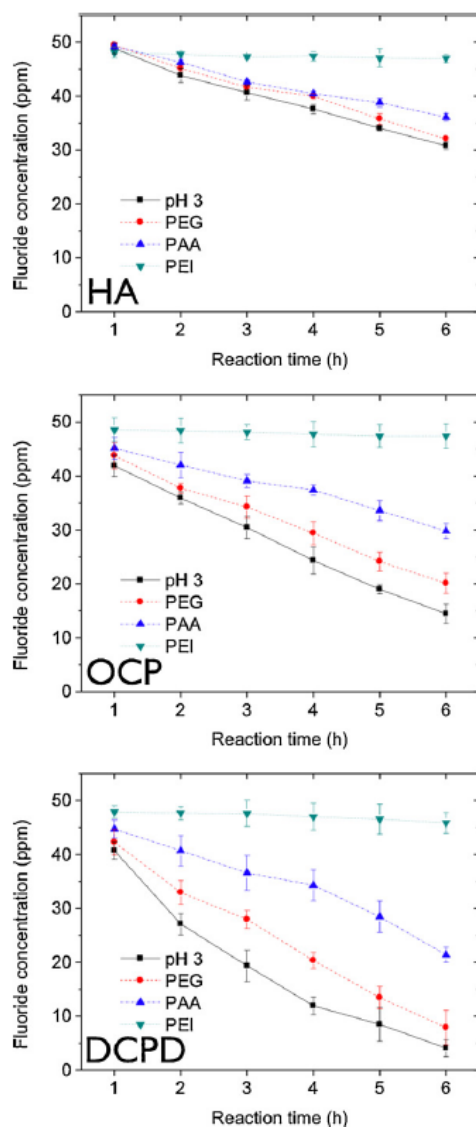 50
40
30
20
10
0
Fluoride concentration (ppm)
pH 3
PEG
PAA
PEI
HA
1 2 3 4 5 6
Reaction time (h)
50
40
30
20
10
0
Fluoride concentration (ppm)
pH 3
PEG
PAA
PEI
OCP
1 2 3 4 5 6
Reaction time (h)
50
40
30
20
10
0
Fluoride concentration (ppm)
pH 3
PEG
PAA
PEI
DCPD
1 2 3 4 5 6
Reaction time (h)